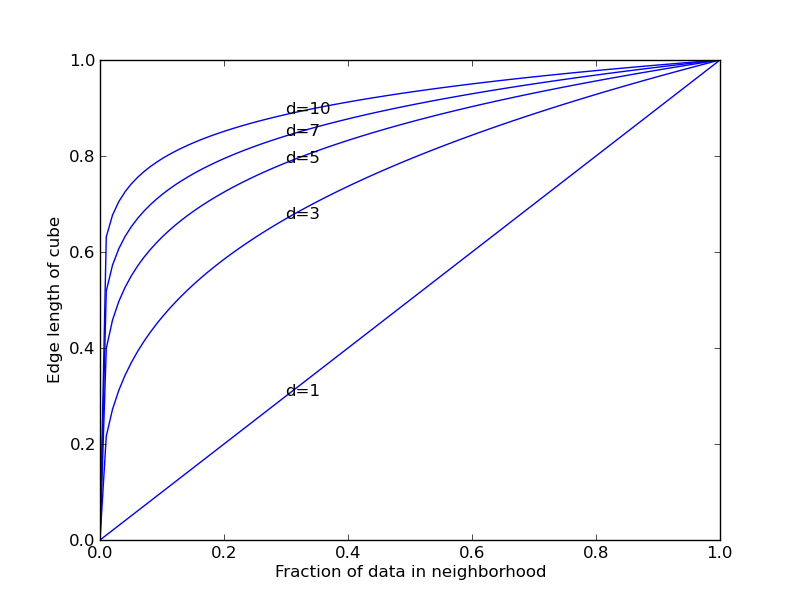 1.0
d=10
d=7
0.8
d=5
d=3
0.6
Edge length of cube
0.4
d=1
0.2
0.0
0.0 0.2 0.4 0.6 0.8 1.0
Fraction of data in neighborhood